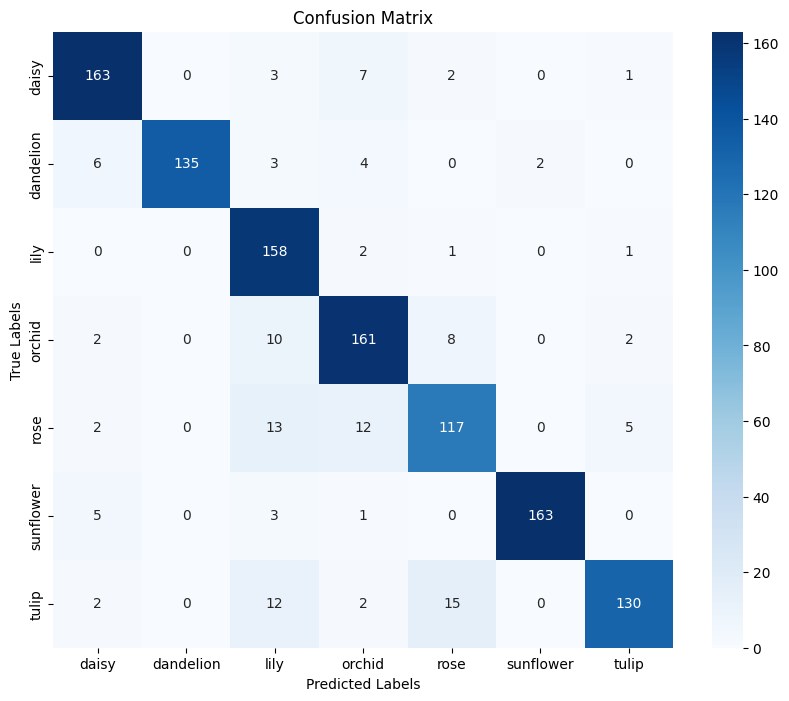 Confusion Matrix
daisy 163 0 3 7 2 0 1
dandelion 6 135 3 4 0 2 0
lily 0 0 158 2 1 0 1
orchid 2 0 10 161 8 0 2
rose 2 0 13 12 117 0 5
sunflower 5 0 3 1 0 163 0
tulip 2 0 12 2 15 0 130
daisy dandelion lily orchid rose sunflower tulip
Predicted Labels
True Labels
160
140
120
100
80
60
40
20
0